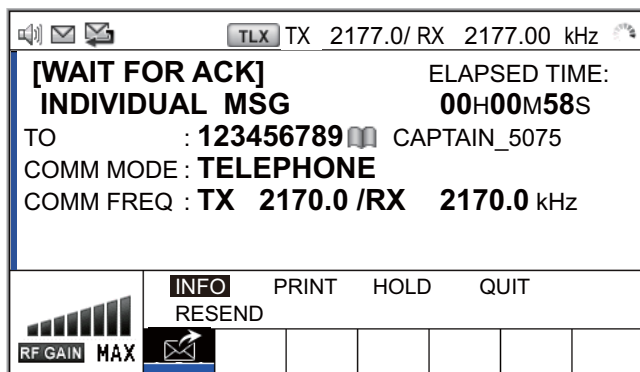 TLX TX 2177.0/ RX 2177.00 kHz
[WAIT FOR ACK] ELAPSED TIME:
INDIVIDUAL MSG 00H00M58S
TO : 123456789 CAPTAIN_5075
COMM MODE : TELEPHONE
COMM FREQ : TX 2170.0 /RX 2170.0 kHz
INFO PRINT HOLD QUIT
RESEND
RF GAIN MAX